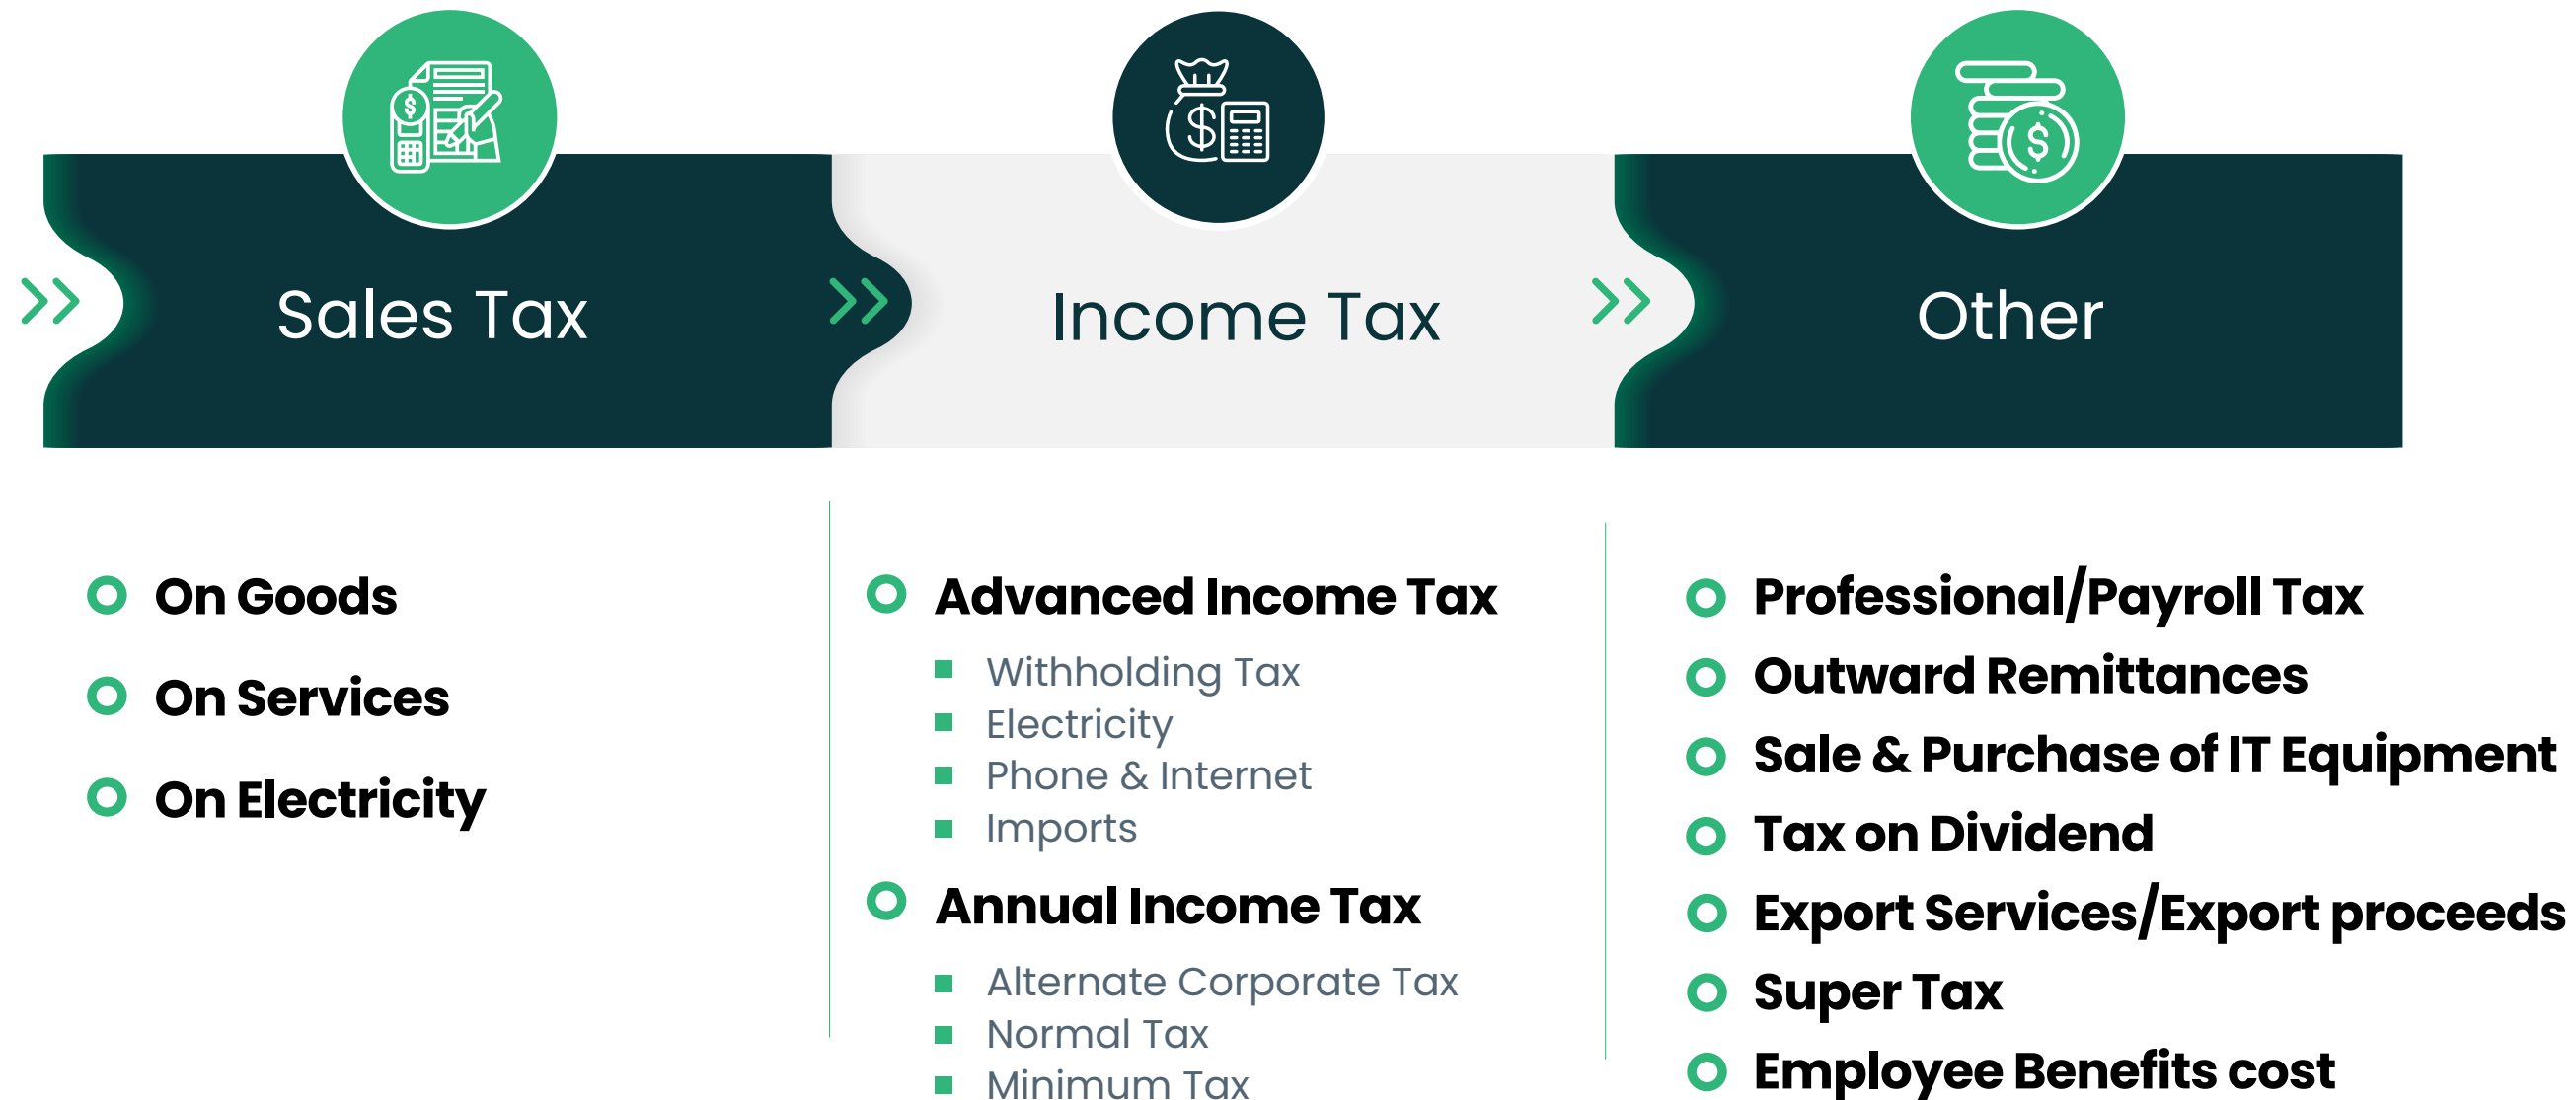 Sales Tax
Income Tax
Other
On Goods
On Services
On Electricity
Advanced Income Tax
Withholding Tax
Electricity
Phone & Internet
Imports
Annual Income Tax
Alternate Corporate Tax
Normal Tax
Minimum Tax
Professional/Payroll Tax
Outward Remittances
Sale & Purchase of IT Equipment
Tax on Dividend
Export Services/Export proceeds
Super Tax
Employee Benefits cost